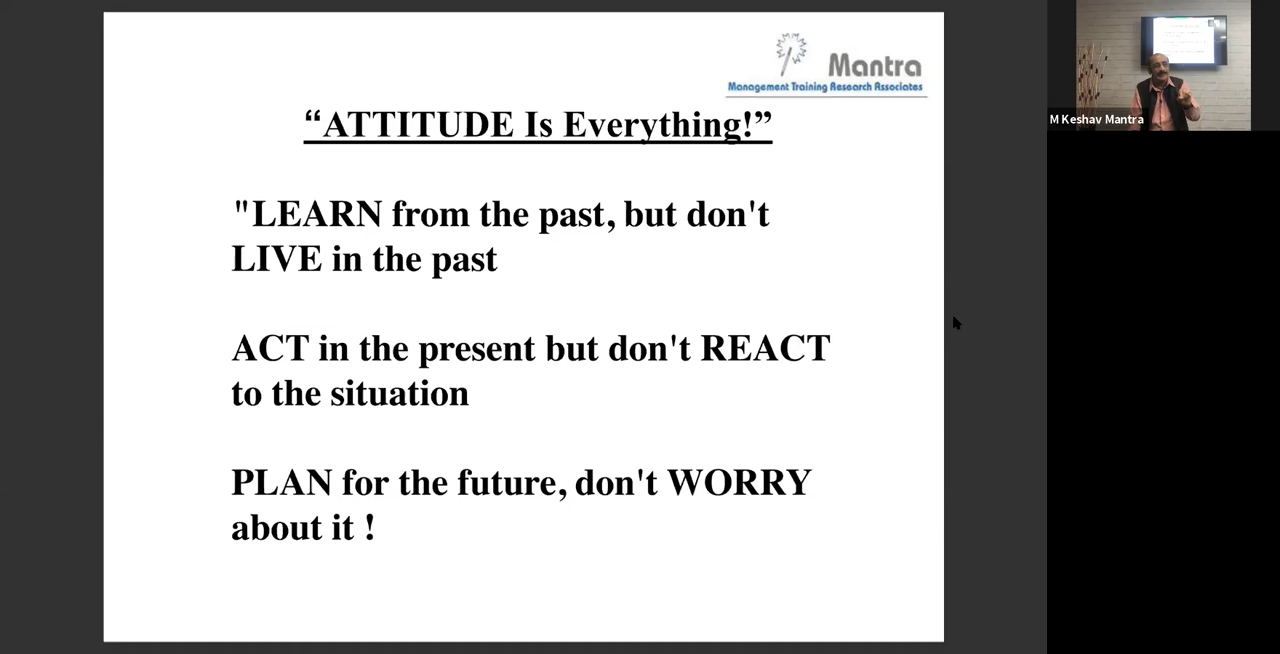 Mantra
Management Training Research Associates
“ATTITUDE Is Everything!”
"LEARN from the past, but don't
LIVE in the past
ACT in the present but don't REACT
to the situation
PLAN for the future, don't WORRY
about it !
M Keshav Mantra